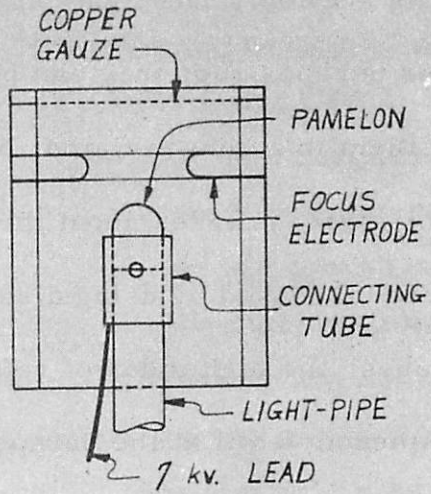 COPPER
GAUZE
PAMELON
FOCUS
ELECTRODE
CONNECTING
TUBE
LIGHT-PIPE
7 kv. LEAD